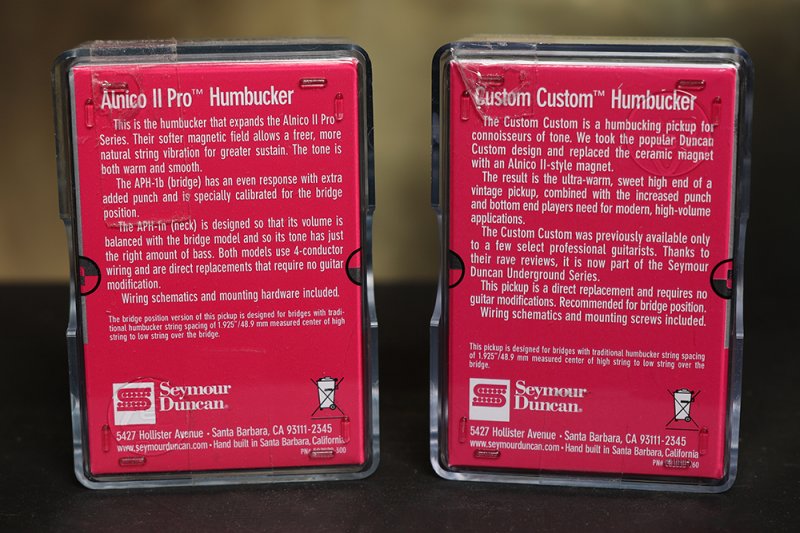 Alnico II Pro™ Humbucker
This is the humbucker that expands the Alnico II Pro
Series. Their softer magnetic field allows a freer, more
natural string vibration for greater sustain. The tone is
both warm and smooth.
The APH-1b (bridge) has an even response with extra
added punch and is specially calibrated for the bridge
position.
The APH-1n (neck) is designed so that its volume is
balanced with the bridge model and so its tone has just
the right amount of bass. Both models use 4-conductor
wiring and are direct replacements that require no guitar
modification.
Wiring schematics and mounting hardware included.
The bridge position version of this pickup is designed for bridges with tradi-
tional humbucker string spacing of 1.925"/48.9 mm measured center of high
string to low string over the bridge.
Seymour
Duncan®
5427 Hollister Avenue • Santa Barbara, CA 93111-2345
www.seymourduncan.com • Hand built in Santa Barbara, California
PN#
Custom Custom™ Humbucker
The Custom Custom is a humbucking pickup for
connoisseurs of tone. We took the popular Duncan
Custom design and replaced the ceramic magnet
with an Alnico II-style magnet.
The result is the ultra-warm, sweet high end of a
vintage pickup, combined with the increased punch
and bottom end players need for modern, high-volume
applications.
The Custom Custom was previously available only
to a few select professional guitarists. Thanks to
their rave reviews, it is now part of the Seymour
Duncan Underground Series.
This pickup is a direct replacement and requires no
guitar modifications. Recommended for bridge position.
Wiring schematics and mounting screws included.
This pickup is designed for bridges with traditional humbucker string spacing
of 1.925"/48.9 mm measured center of high string to low string over the
bridge.
Seymour
Duncan®
5427 Hollister Avenue • Santa Barbara, CA 93111-2345
www.seymourduncan.com • Hand built in Santa Barbara, California
PN#